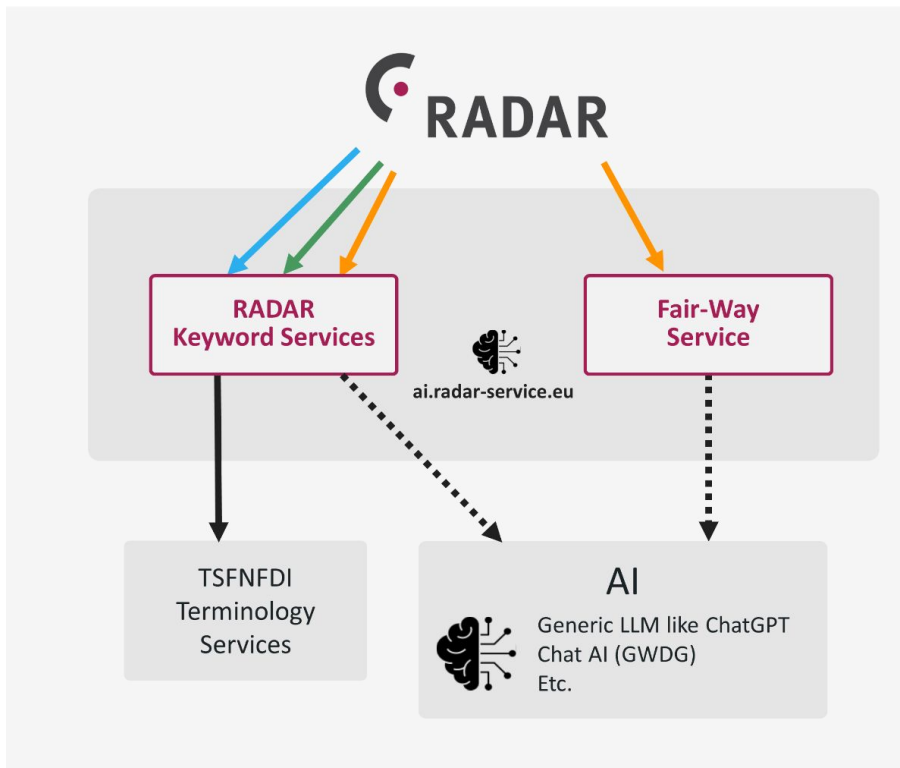 RADAR
RADAR
Keyword Services
Fair-Way
Service
ai.radar-service.eu
TSFNFDI
Terminology
Services
AI
Generic LLM like ChatGPT
Chat AI (GWDG)
Etc.